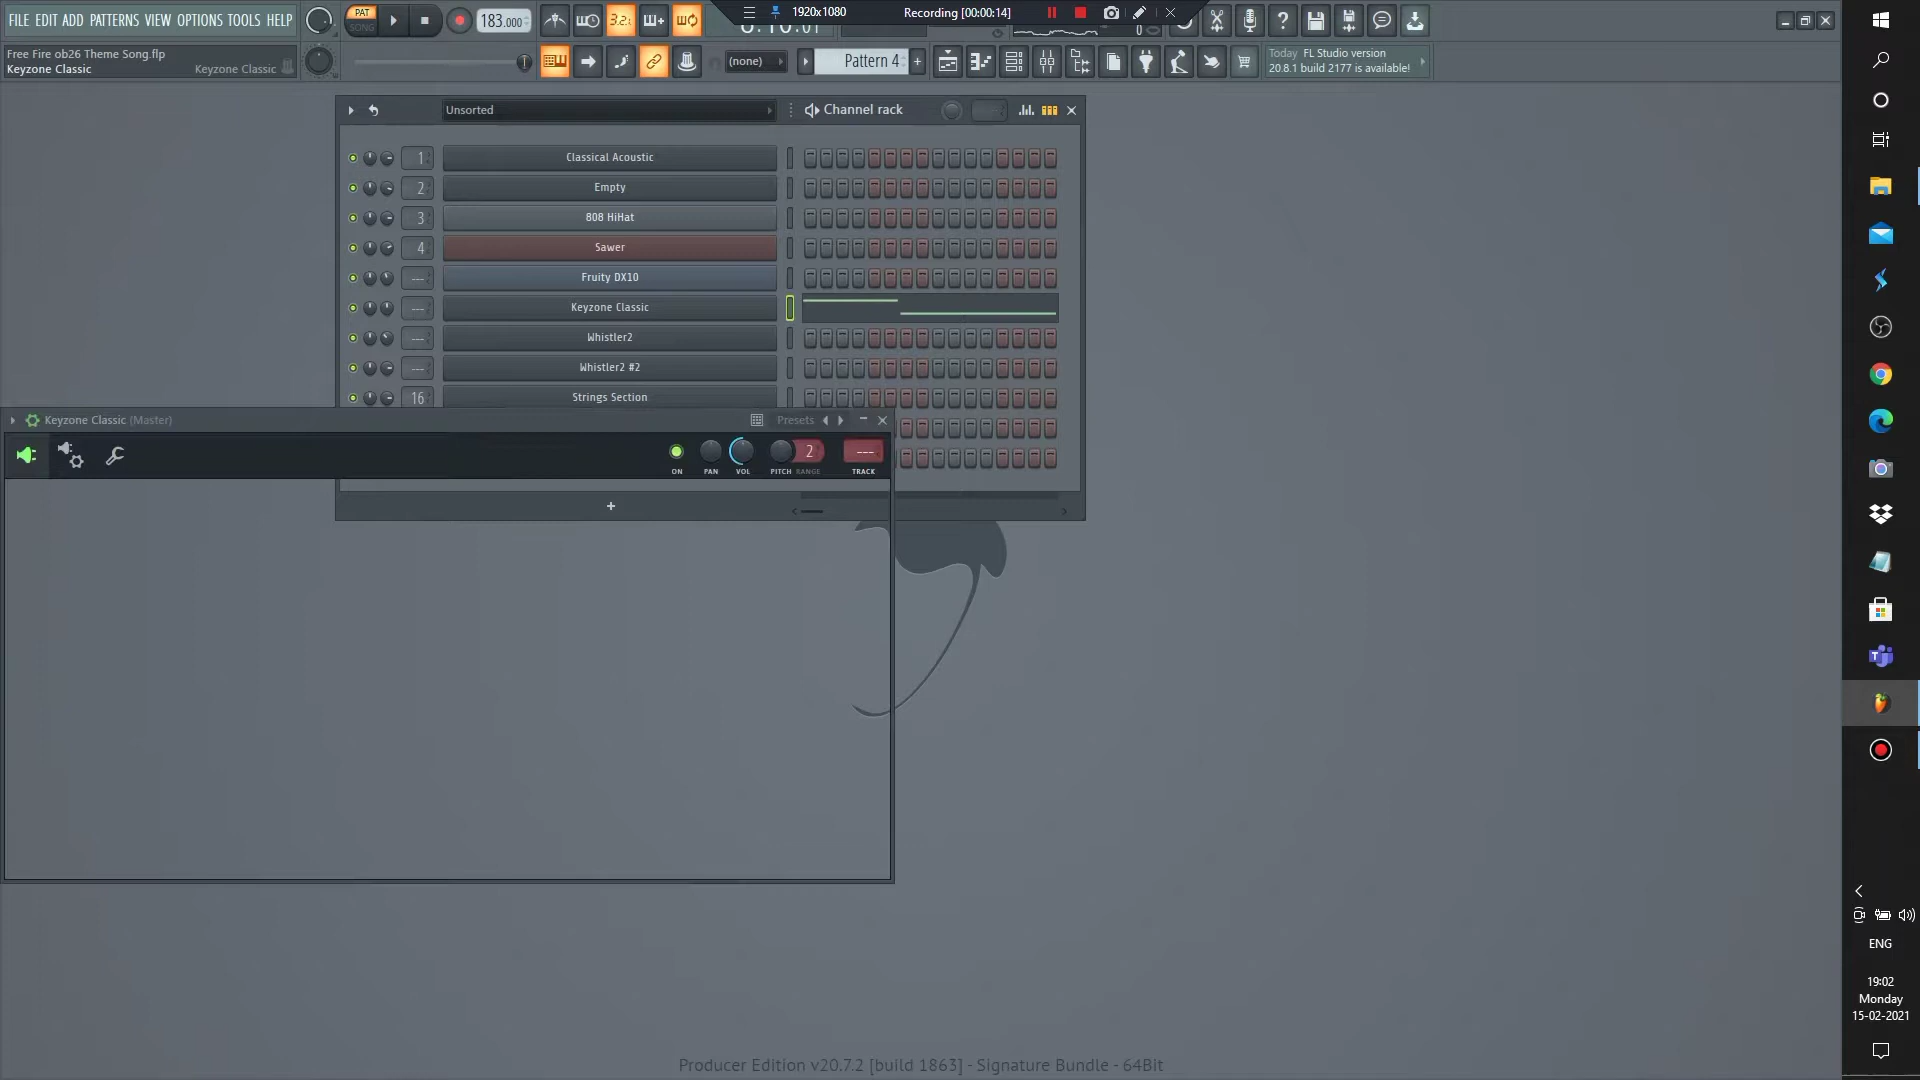 FILE EDIT ADD PATTERNS VIEW OPTIONS TOOLS HELP
PAT
SONG
183.000
3.2.
1920x1080
Recording [00:00:14]
Free Fire ob26 Theme Song.flp
Keyzone Classic
Keyzone Classic
(none)
Pattern 4
+
Today FL Studio version
20.8.1 build 2177 is available!
Unsorted
Channel rack
1
Classical Acoustic
2
Empty
3
808 HiHat
4
Sawer
---
Fruity DX10
---
Keyzone Classic
---
Whistler2
---
Whistler2 #2
16
Strings Section
Keyzone Classic (Master)
Presets
2
---
ON
PAN
VOL
PITCH
RANGE
TRACK
+
ENG
19:02
Monday
15-02-2021
Producer Edition v20.7.2 [build 1863] - Signature Bundle - 64Bit